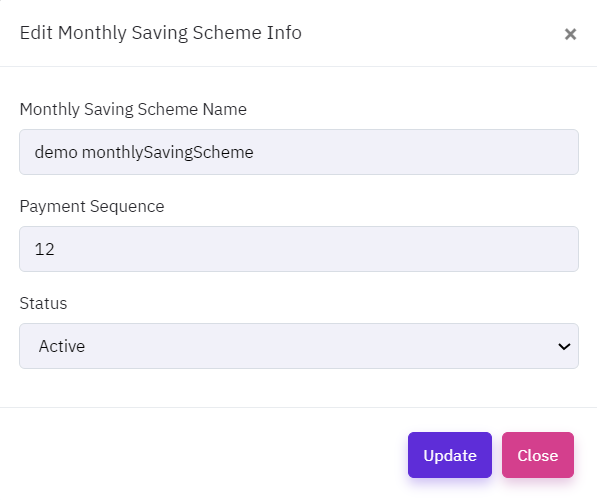 Edit Monthly Saving Scheme Info
×
Monthly Saving Scheme Name
demo monthlySavingScheme
Payment Sequence
12
Status
Active
Update Close